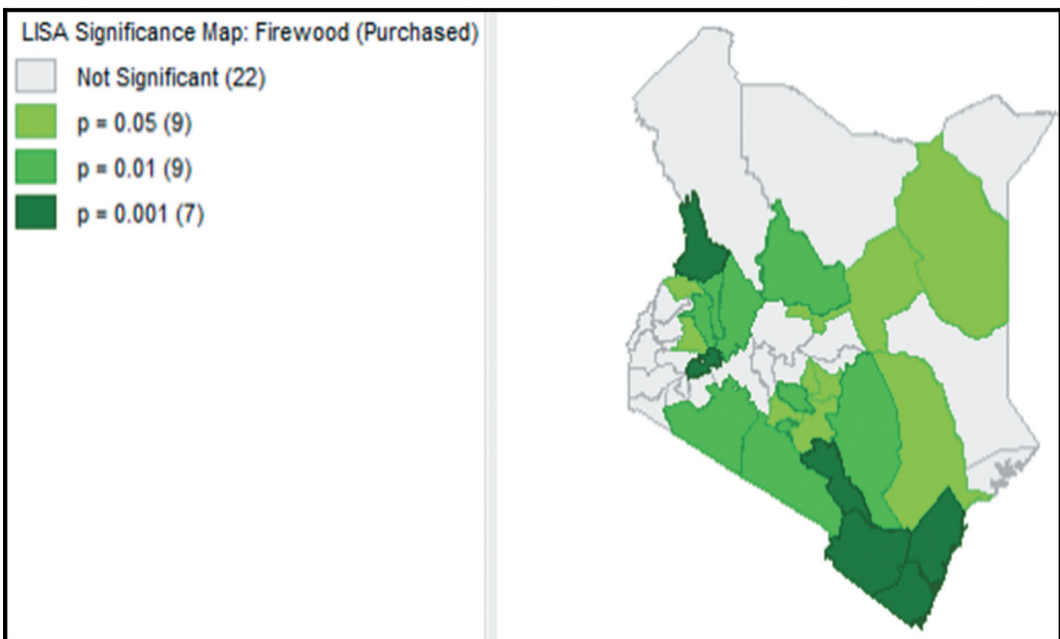 LISA Significance Map: Firewood (Purchased)
Not Significant (22)
p = 0.05 (9)
p = 0.01 (9)
p = 0.001 (7)